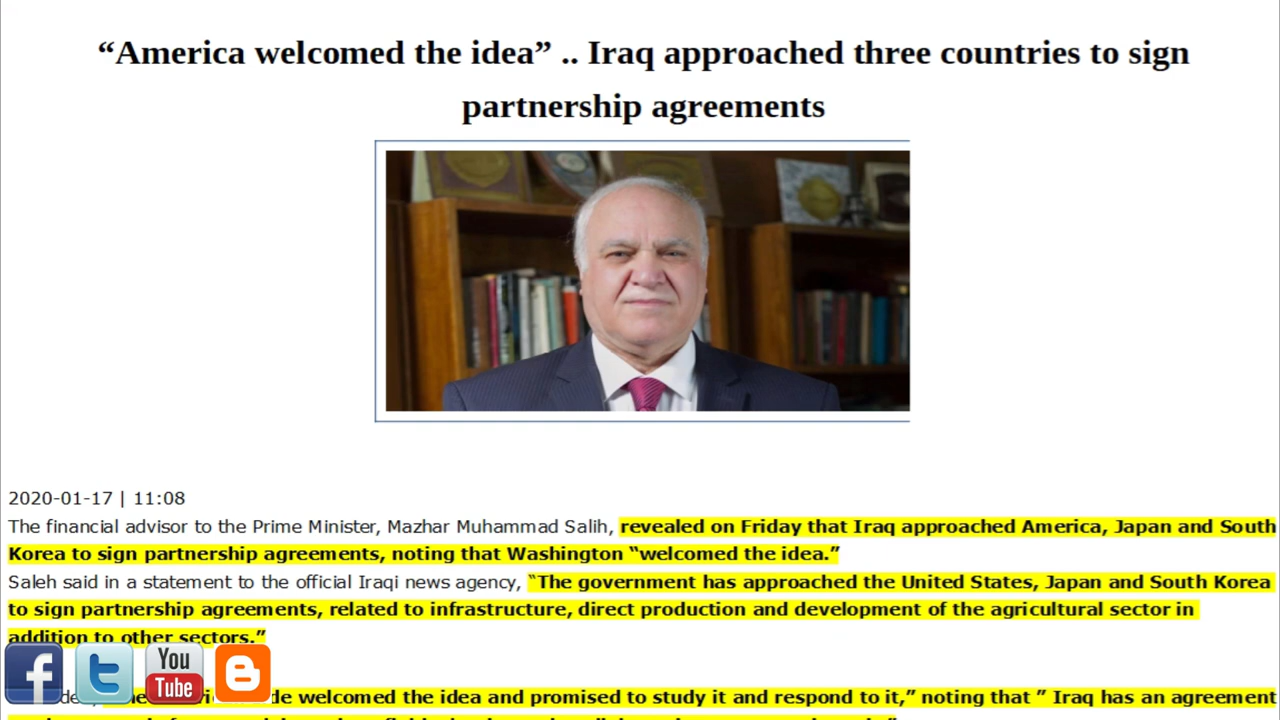 “America welcomed the idea” .. Iraq approached three countries to sign
partnership agreements
2020-01-17 | 11:08
The financial advisor to the Prime Minister, Mazhar Muhammad Salih, revealed on Friday that Iraq approached America, Japan and South
Korea to sign partnership agreements, noting that Washington “welcomed the idea.”
Saleh said in a statement to the official Iraqi news agency, “The government has approached the United States, Japan and South Korea
to sign partnership agreements, related to infrastructure, direct production and development of the agricultural sector in
addition to other sectors.”
welcomed the idea and promised to study it and respond to it,” noting that ” Iraq has an agreement
You
Tube